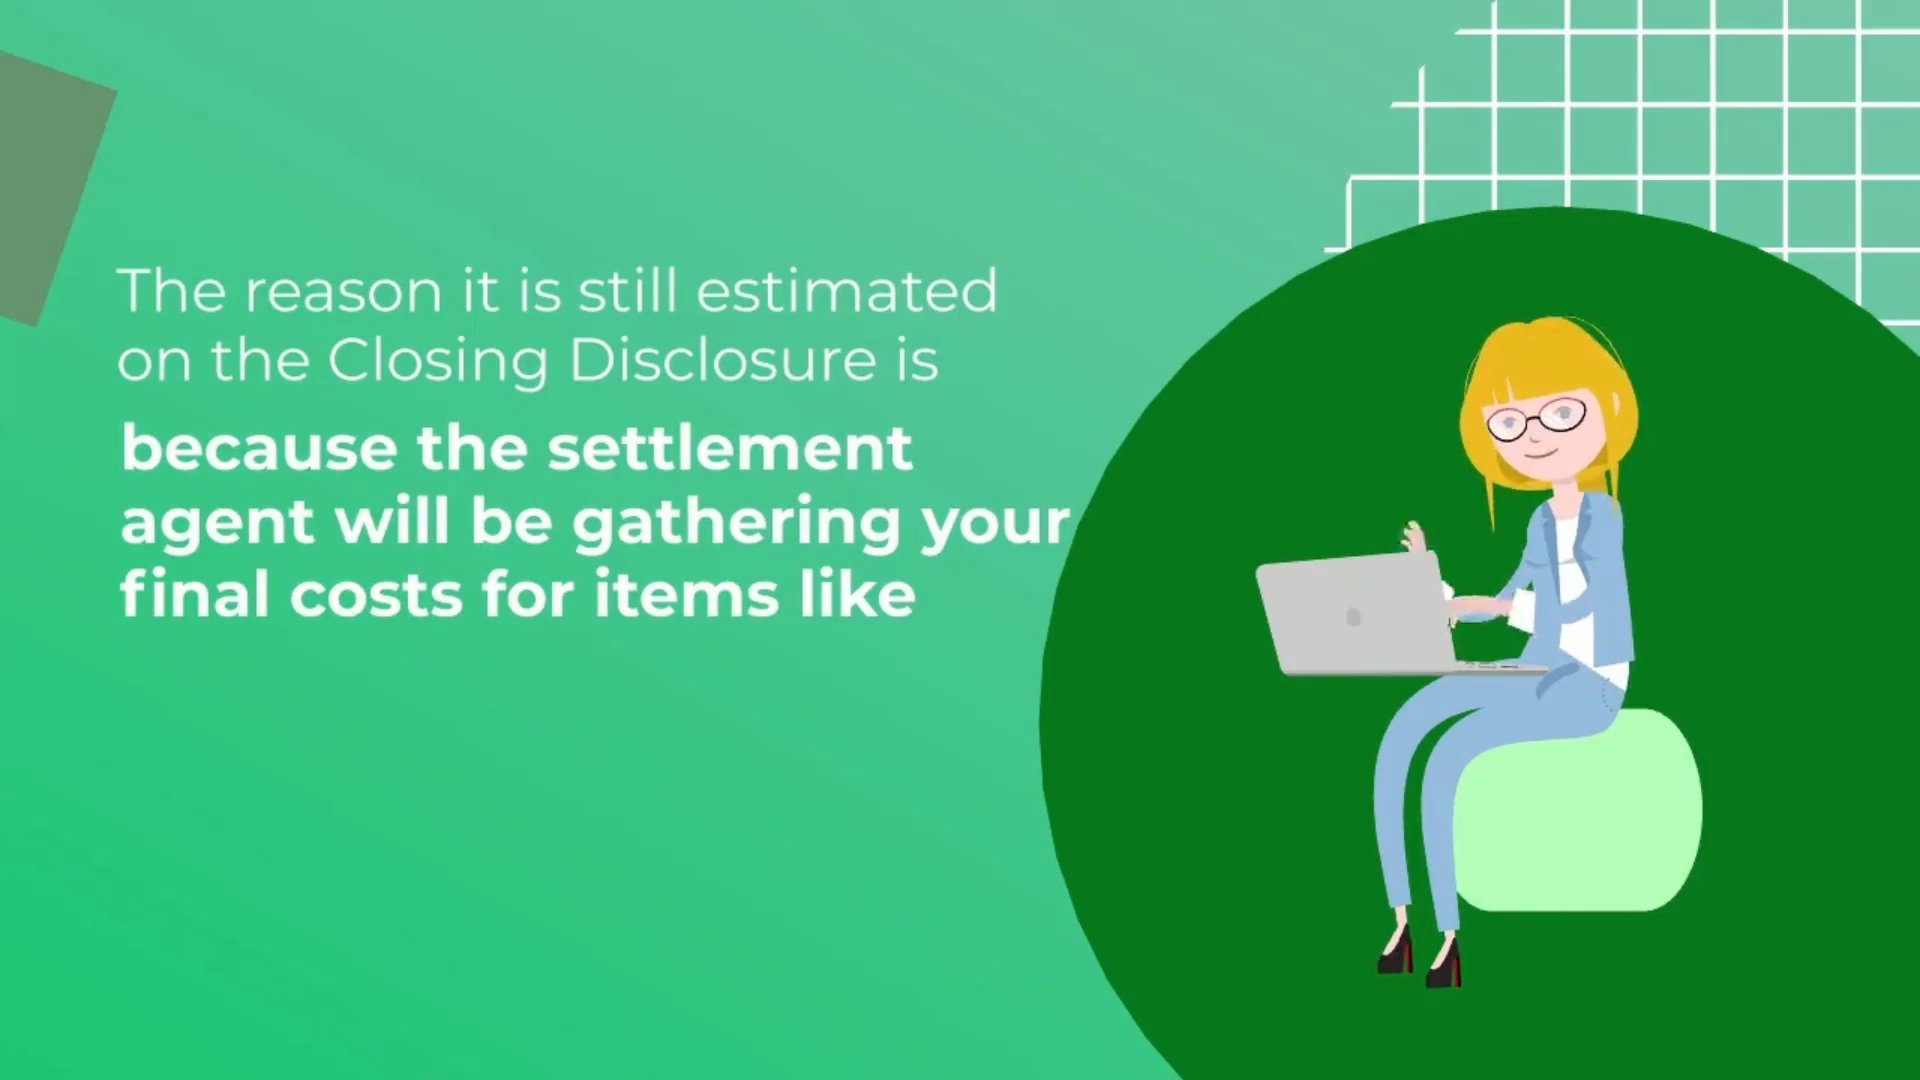 The reason it is still estimated
on the Closing Disclosure is
because the settlement
agent will be gathering your
final costs for items like